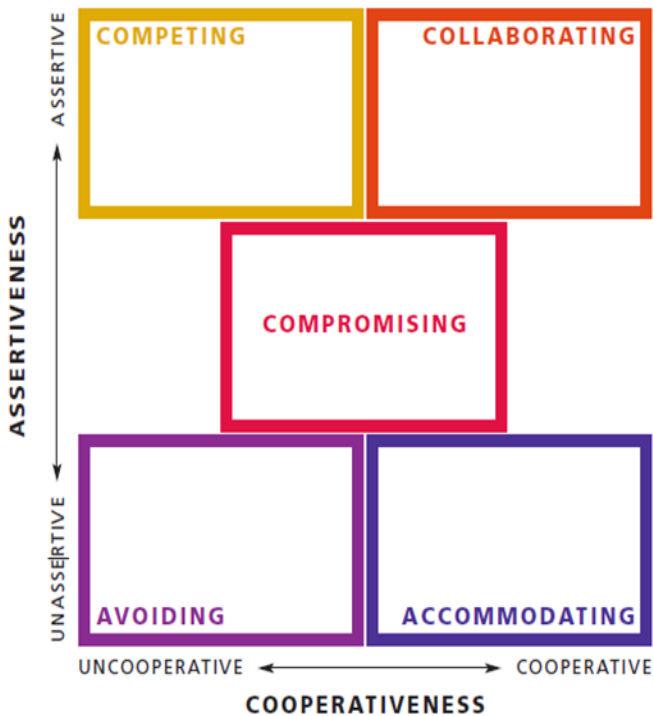 ASSERTIVE
COMPETING
COLLABORATING
ASSERTIVENESS
COMPROMISING
UNASSERTIVE
AVOIDING
ACCOMMODATING
UNCOOPERATIVE
COOPERATIVE
COOPERATIVENESS